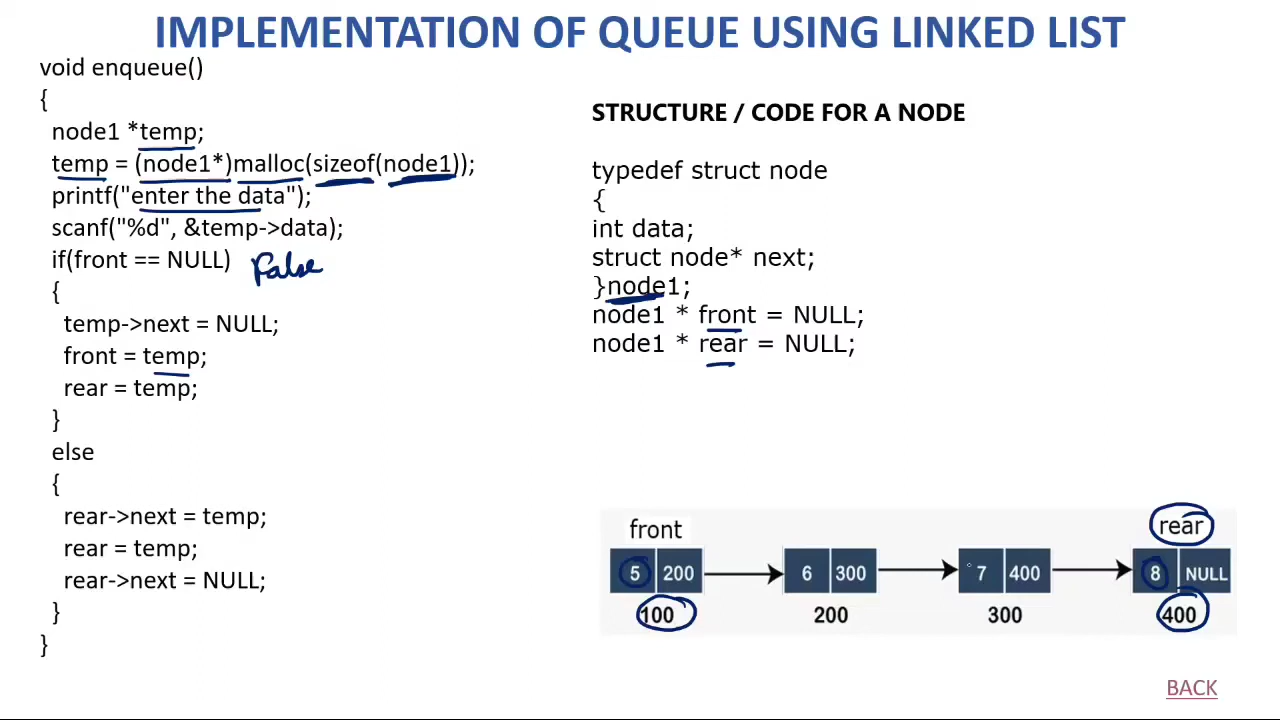 IMPLEMENTATION OF QUEUE USING LINKED LIST
void enqueue()
{
node1 *temp;
temp = (node1*)malloc(sizeof(node1));
printf("enter the data");
scanf("%d", &temp->data);
if(front == NULL) False
{
temp->next = NULL;
front = temp;
rear = temp;
}
else
{
rear->next = temp;
rear = temp;
rear->next = NULL;
}
}
STRUCTURE / CODE FOR A NODE
typedef struct node
{
int data;
struct node* next;
}node1;
node1 * front = NULL;
node1 * rear = NULL;
front rear
5 200 6 300 7 400 8 NULL
100 200 300 400
BACK